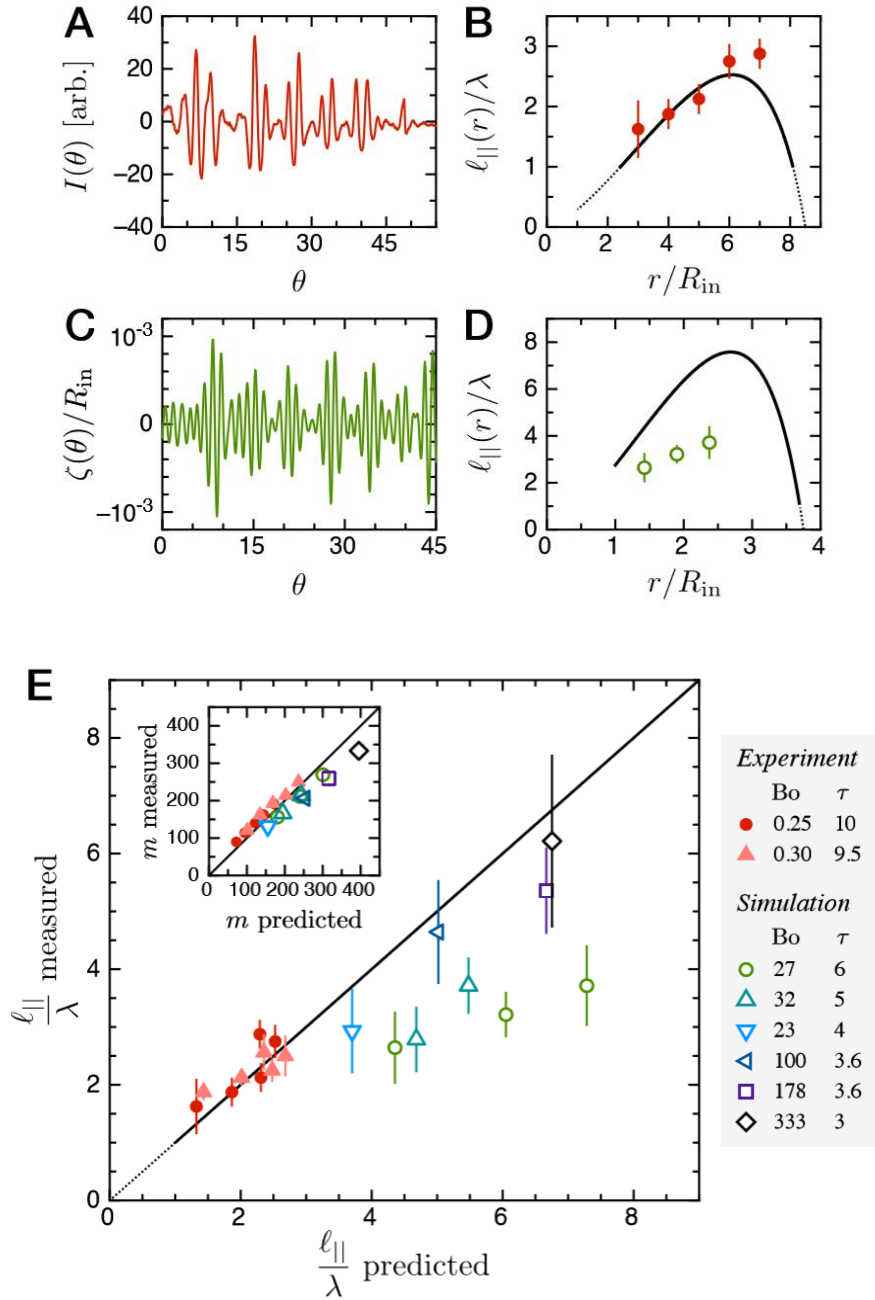 A
I(θ) [arb.]
40
20
0
−20
−40
0 15 30 45
θ
B
ℓ||(r)/λ
3
2
1
0
0 2 4 6 8
r/R_in
C
ζ(θ)/R_in
10^-3
0
−10^-3
0 15 30 45
θ
D
ℓ||(r)/λ
8
6
4
2
0
0 1 2 3 4
r/R_in
E
ℓ||/λ measured
8
6
4
2
0
0 2 4 6 8
ℓ||/λ predicted
m measured
400
300
200
100
0
0 100 200 300 400
m predicted
Experiment
Bo τ
0.25 10
0.30 9.5
Simulation
Bo τ
27 6
32 5
23 4
100 3.6
178 3.6
333 3